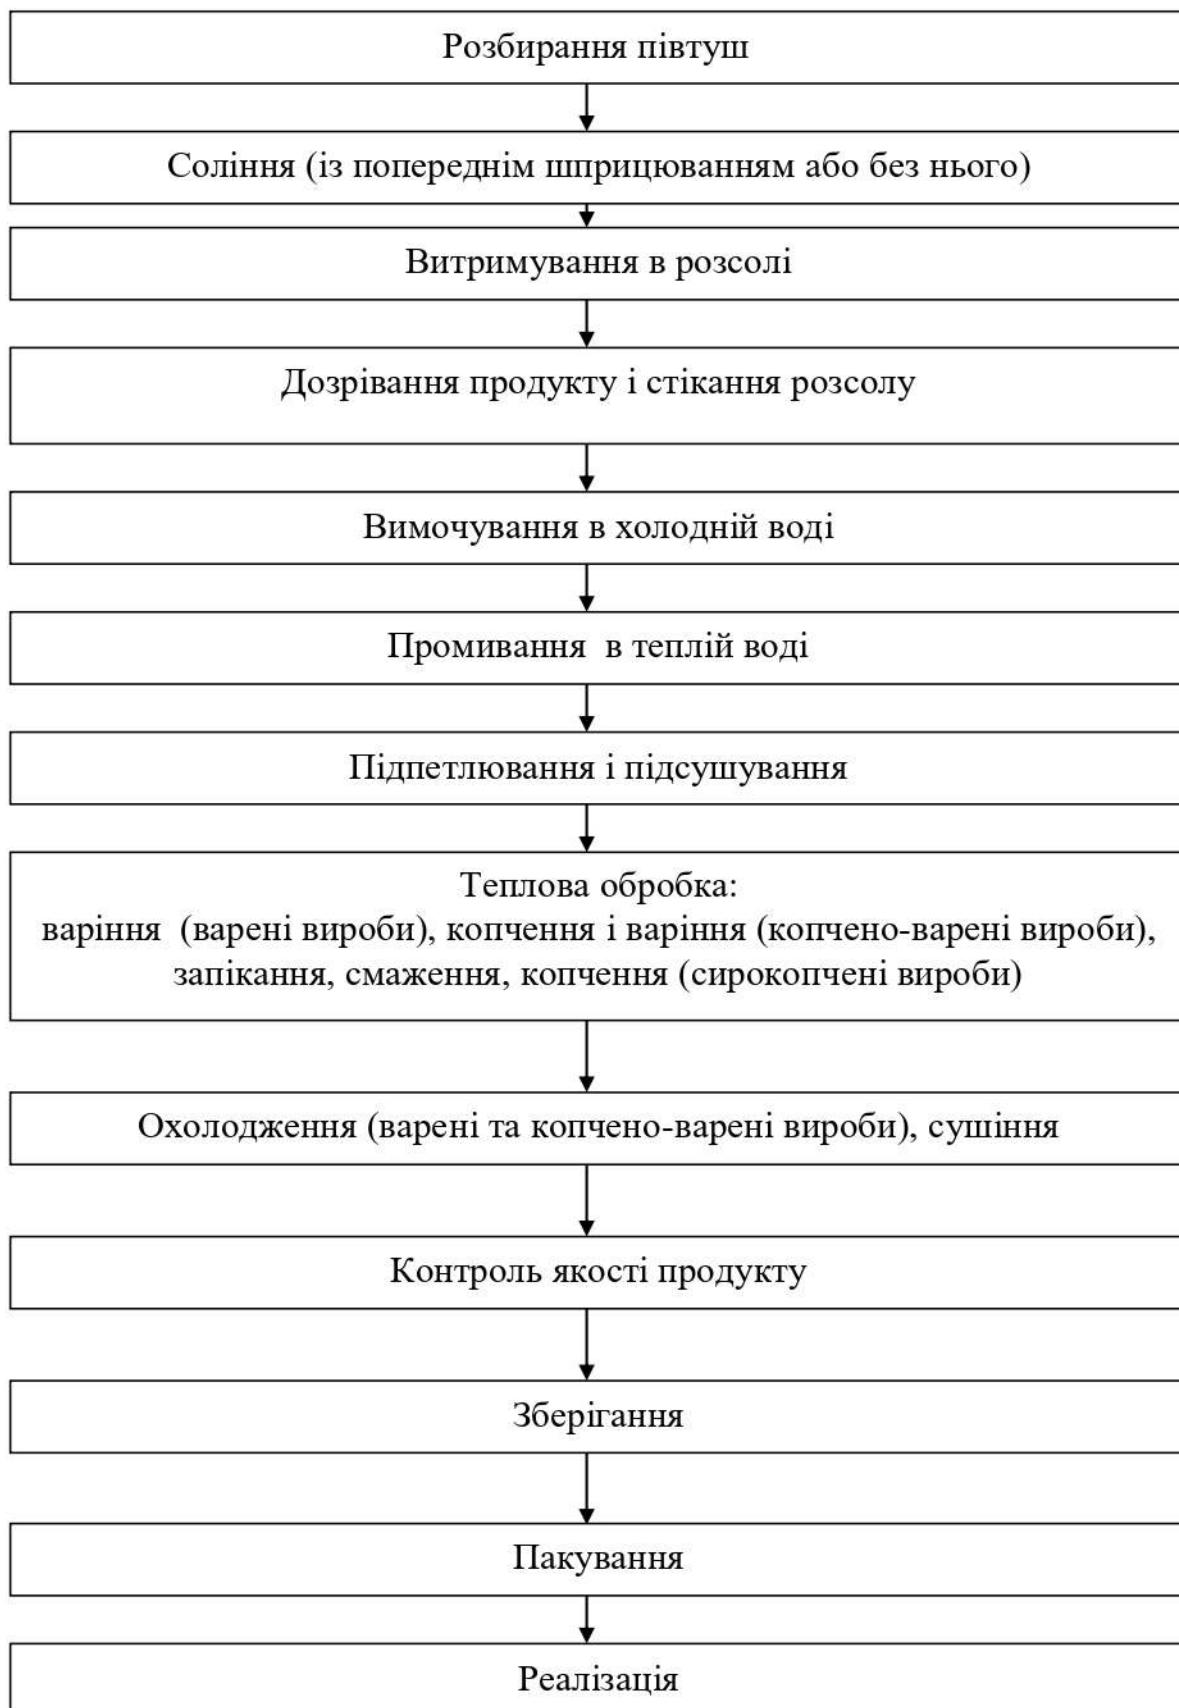 Розбирання півтуш
Соління (із попереднім шприцюванням або без нього)
Витримування в розсолі
Дозрівання продукту і стікання розсолу
Вимочування в холодній воді
Промивання  в теплій воді
Підпетлювання і підсушування
Теплова обробка:
варіння  (варені вироби), копчення і варіння (копчено-варені вироби),
запікання, смаження, копчення (сирокопчені вироби)
Охолодження (варені та копчено-варені вироби), сушіння
Контроль якості продукту
Зберігання
Пакування
Реалізація